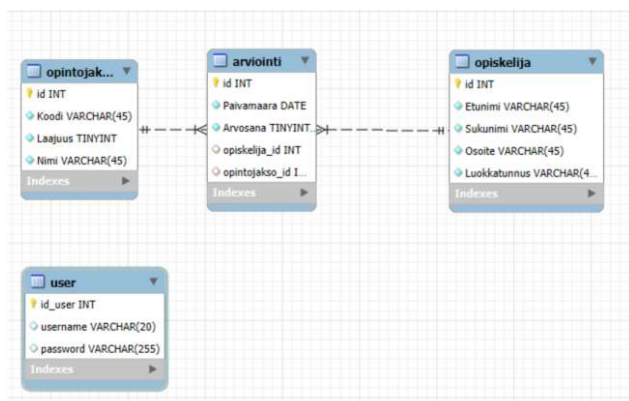 opintojak...
id INT
Koodi VARCHAR(45)
Laajuus TINYINT
Nimi VARCHAR(45)
Indexes
arviointi
id INT
Paivamaara DATE
Arvosana TINYINT...
opiskelija_id INT
opintojakso_id I...
Indexes
opiskelija
id INT
Etunimi VARCHAR(45)
Sukunimi VARCHAR(45)
Osoite VARCHAR(45)
Luokkatunnus VARCHAR(4...
Indexes
user
id_user INT
username VARCHAR(20)
password VARCHAR(255)
Indexes